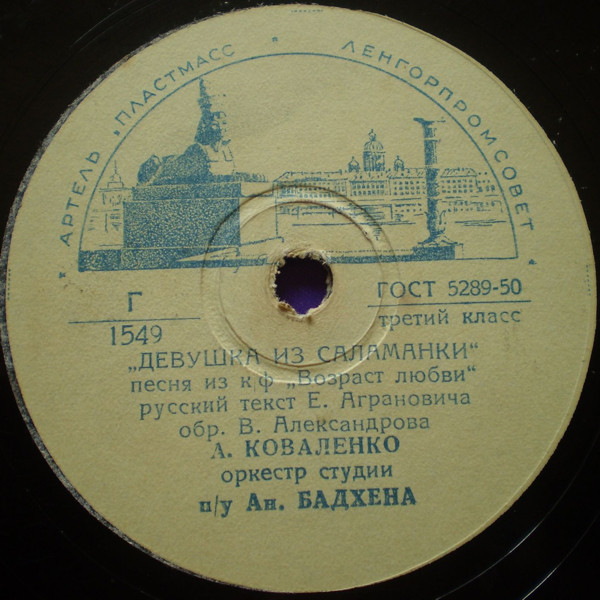 * АРТЕЛЬ „ПЛАСТМАСС" * ЛЕНГОРПРОМСОВЕТ *
Г
1549
ГОСТ 5289-50
третий класс
„ДЕВУШКА ИЗ САЛАМАНКИ"
песня из к/ф „Возраст любви"
русский текст Е. Аграновича
обр. В. Александрова
А. КОВАЛЕНКО
оркестр студии
п/у Ан. БАДХЕНА